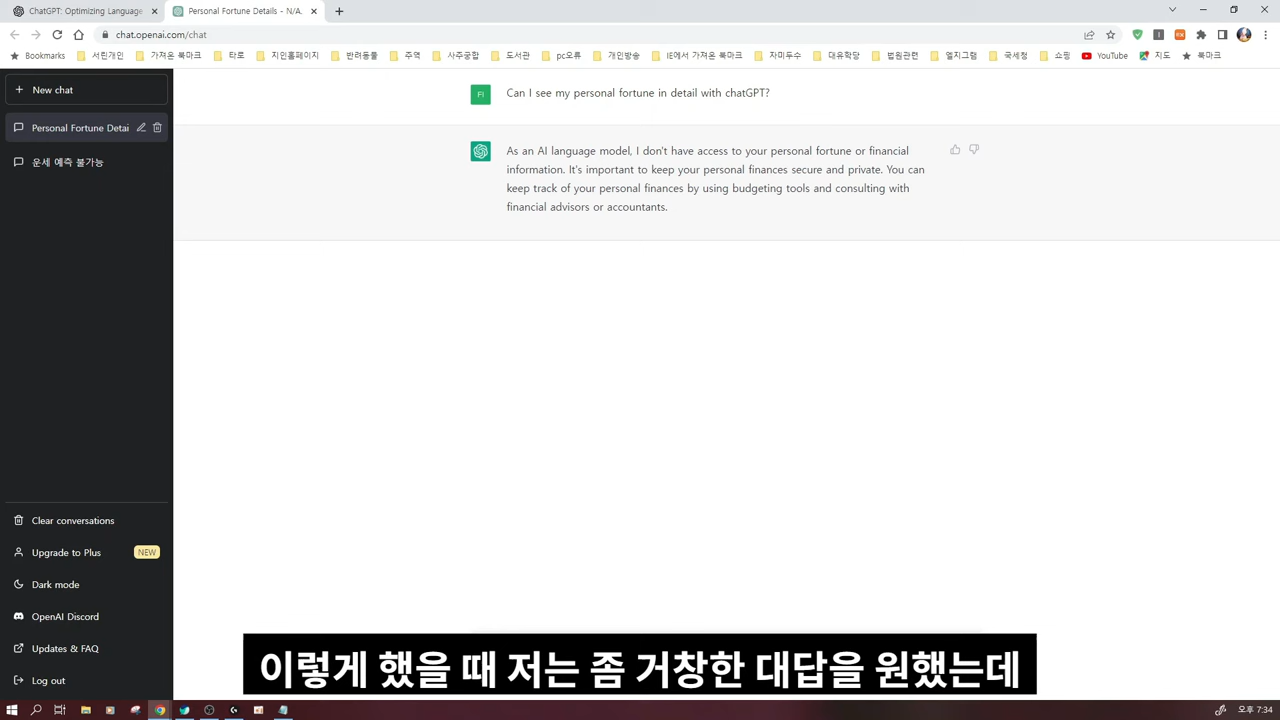 ChatGPT: Optimizing Language
Personal Fortune Details - N/A.
chat.openai.com/chat
Bookmarks 서린개인 가져온 북마크 타로 지인홈페이지 반려동물 주역 사주궁합 도서관 pc오류 개인방송 IE에서 가져온 북마크 자미두수 대유학당 법원관련 엘지그램 국세청 쇼핑 YouTube 지도 북마크
New chat
Personal Fortune Detai
운세 예측 불가능
FI
Can I see my personal fortune in detail with chatGPT?
As an AI language model, I don't have access to your personal fortune or financial
information. It's important to keep your personal finances secure and private. You can
keep track of your personal finances by using budgeting tools and consulting with
financial advisors or accountants.
Clear conversations
Upgrade to Plus NEW
Dark mode
OpenAI Discord
Updates & FAQ
Log out
이렇게 했을 때 저는 좀 거창한 대답을 원했는데
오후 7:34